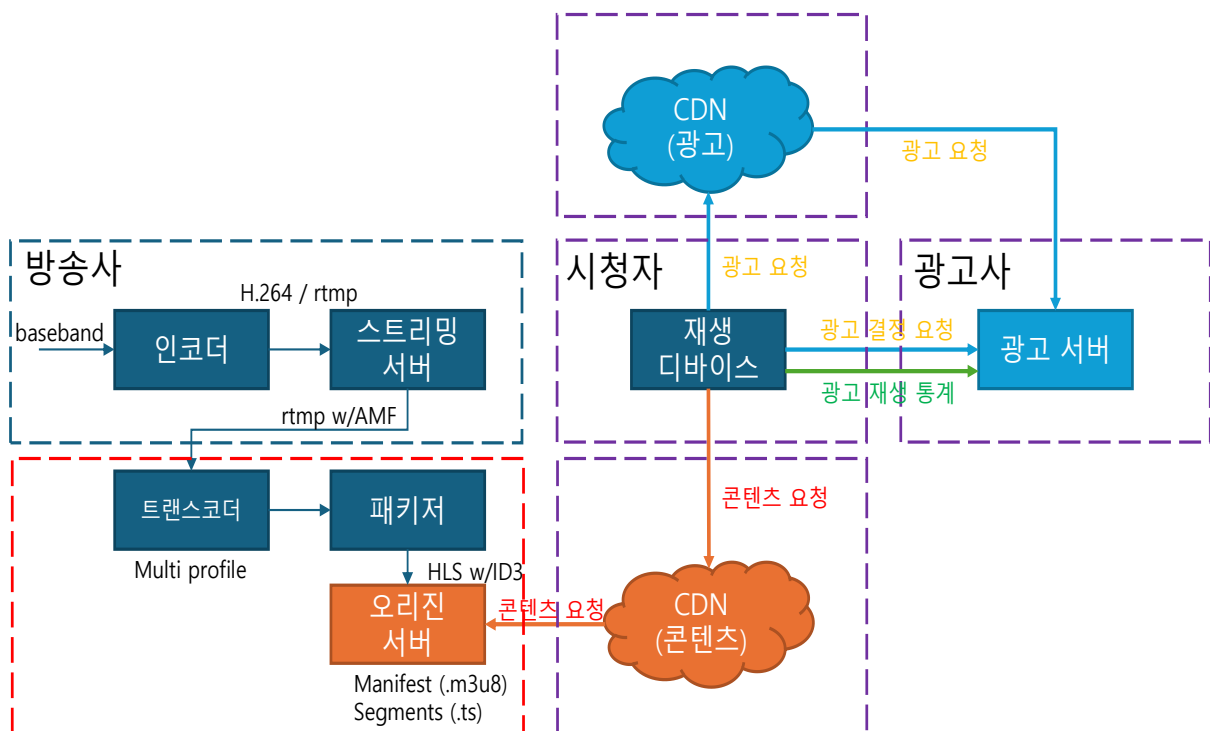 CDN
(광고)
광고 요청
방송사
H.264 / rtmp
baseband
인코더
스트리밍
서버
rtmp w/AMF
시청자
광고 요청
재생
디바이스
광고 결정 요청
광고 재생 통계
광고사
광고 서버
트랜스코더
Multi profile
패키저
HLS w/ID3
오리진
서버
Manifest (.m3u8)
Segments (.ts)
콘텐츠 요청
콘텐츠 요청
CDN
(콘텐츠)